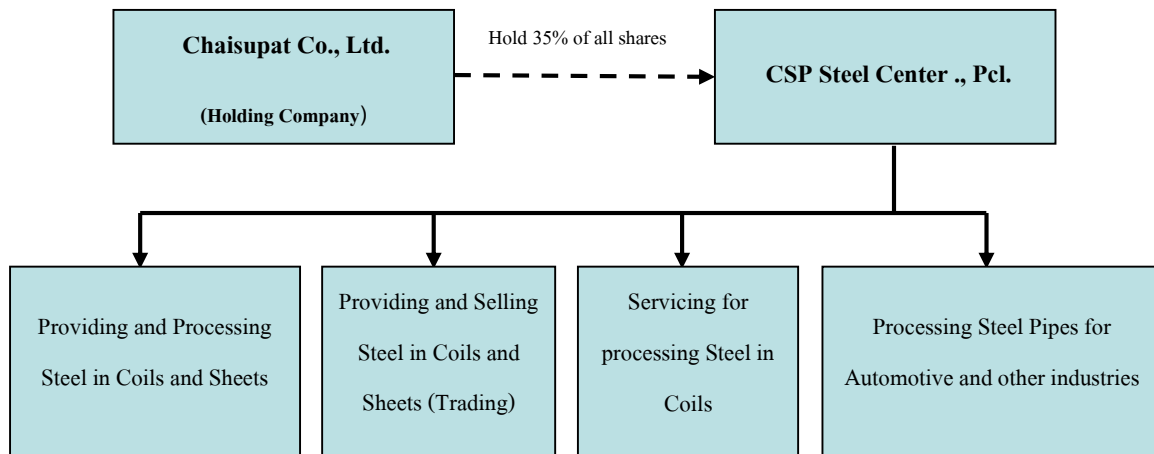 Chaisupat Co., Ltd.
(Holding Company)
Hold 35% of all shares
CSP Steel Center ., Pcl.
Providing and Processing
Steel in Coils and Sheets
Providing and Selling
Steel in Coils and
Sheets (Trading)
Servicing for
processing Steel in
Coils
Processing Steel Pipes for
Automotive and other industries